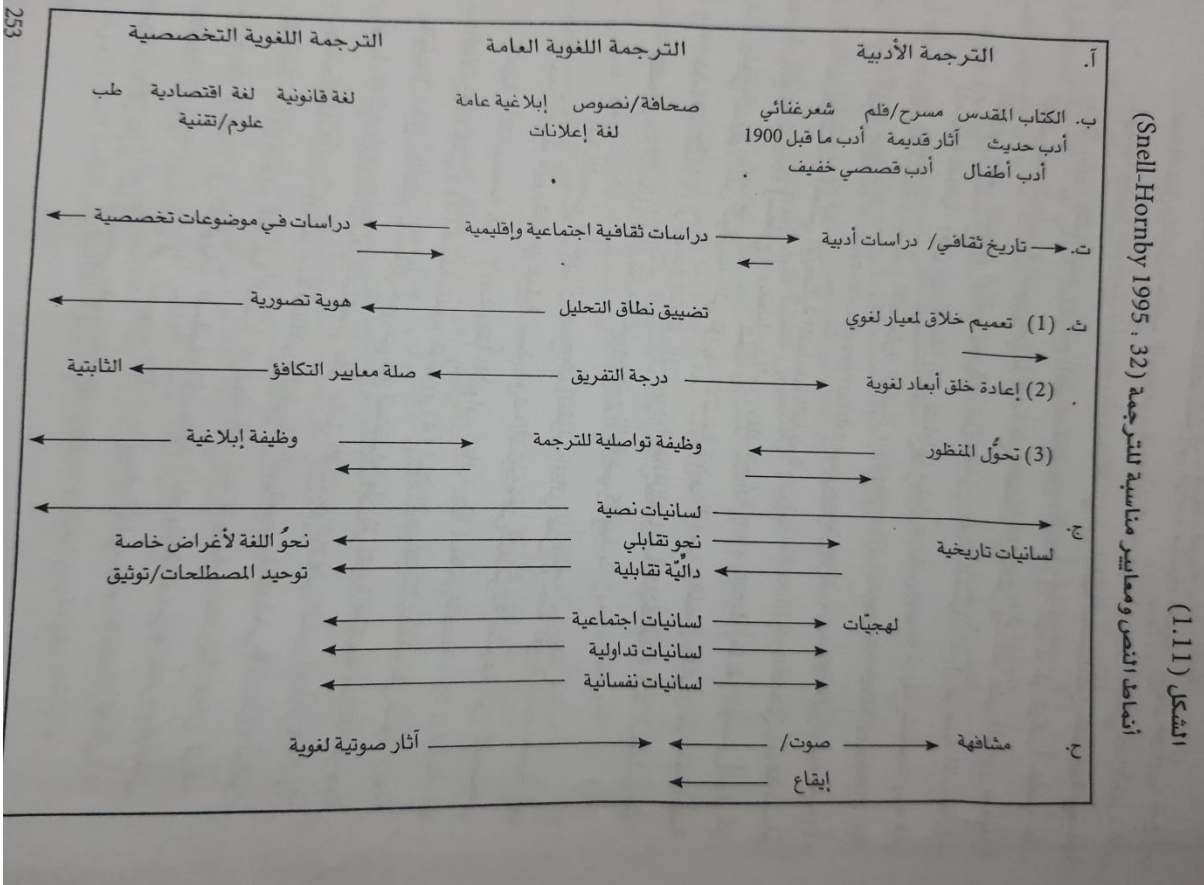 الشكل (1.11)
أنماط النص ومعايير مناسبة للترجمة (Snell-Hornby 1995 : 32)
آ. الترجمة الأدبية الترجمة اللغوية العامة الترجمة اللغوية التخصصية
ب. الكتاب المقدس مسرح/فلم شعرغنائي صحافة/نصوص إبلاغية عامة لغة قانونية لغة اقتصادية طب
أدب حديث آثار قديمة أدب ما قبل 1900 لغة إعلانات علوم/تقنية
أدب أطفال أدب قصصي خفيف
ت. تاريخ ثقافي/ دراسات أدبية دراسات ثقافية اجتماعية وإقليمية دراسات في موضوعات تخصصية
ث. (1) تعميم خلاق لمعيار لغوي تضييق نطاق التحليل هوية تصورية
(2) إعادة خلق أبعاد لغوية درجة التفريق صلة معايير التكافؤ الثابتية
(3) تحوُّل المنظور وظيفة تواصلية للترجمة وظيفة إبلاغية
ج. لسانيات نصية
لسانيات تاريخية نحو تقابلي نحوُ اللغة لأغراض خاصة
داليّة تقابلية توحيد المصطلحات/توثيق
لهجيّات لسانيات اجتماعية
لسانيات تداولية
لسانيات نفسانية
ح. مشافهة صوت/ آثار صوتية لغوية
إيقاع
253